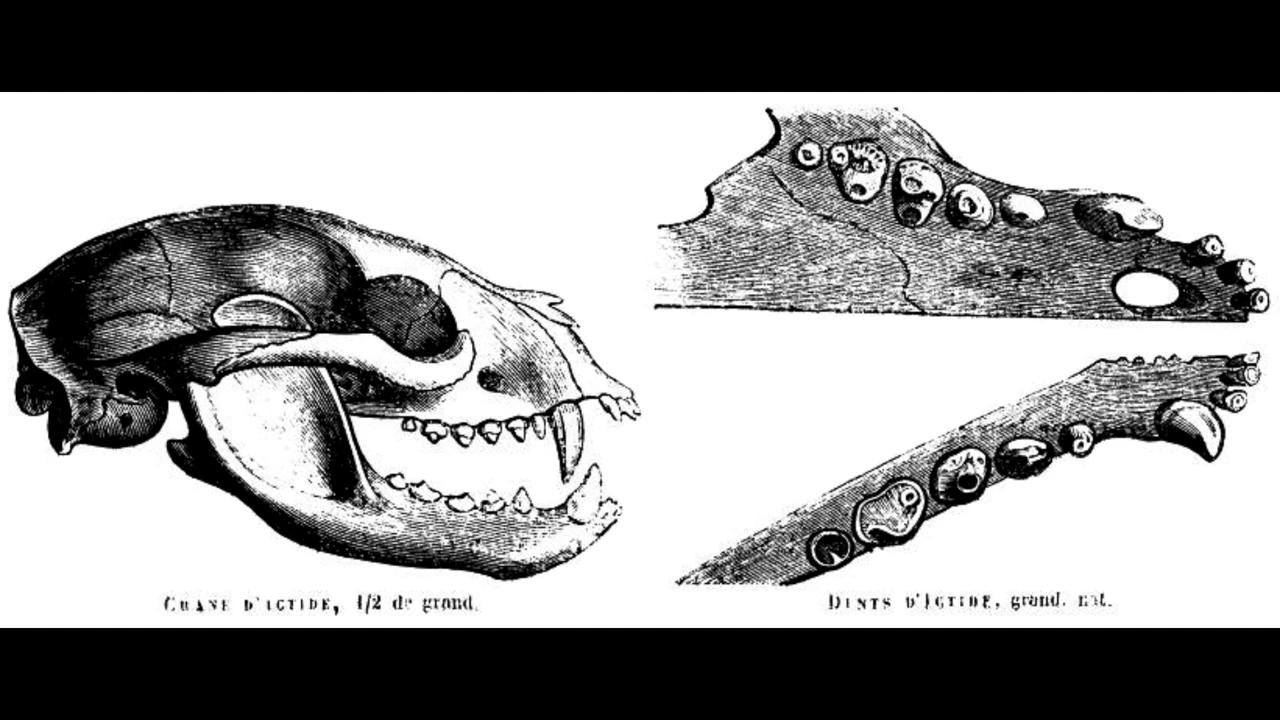 CRANE D'ICTIDE, 1/2 de grand.
DENTS D'ICTIDE, grand. nat.